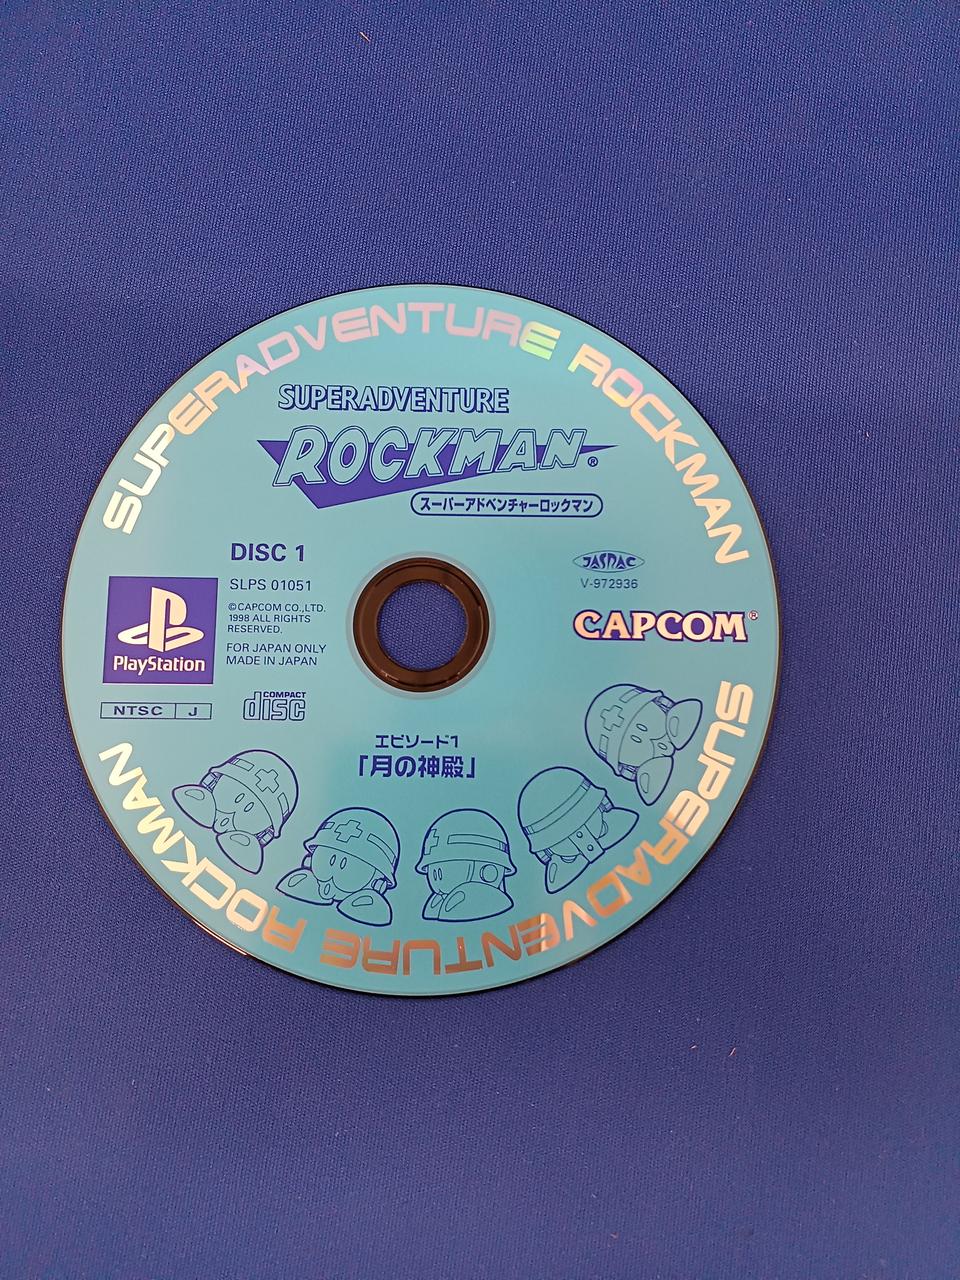 SUPERADVENTURE ROCKMAN
SUPERADVENTURE
ROCKMAN®
スーパーアドベンチャーロックマン
DISC 1
SLPS 01051
©CAPCOM CO.,LTD.
1998 ALL RIGHTS
RESERVED.
FOR JAPAN ONLY
MADE IN JAPAN
PlayStation
NTSC J
COMPACT
disc
JASRAC
V-972936
CAPCOM®
エピソード1
「月の神殿」
SUPERADVENTURE ROCKMAN